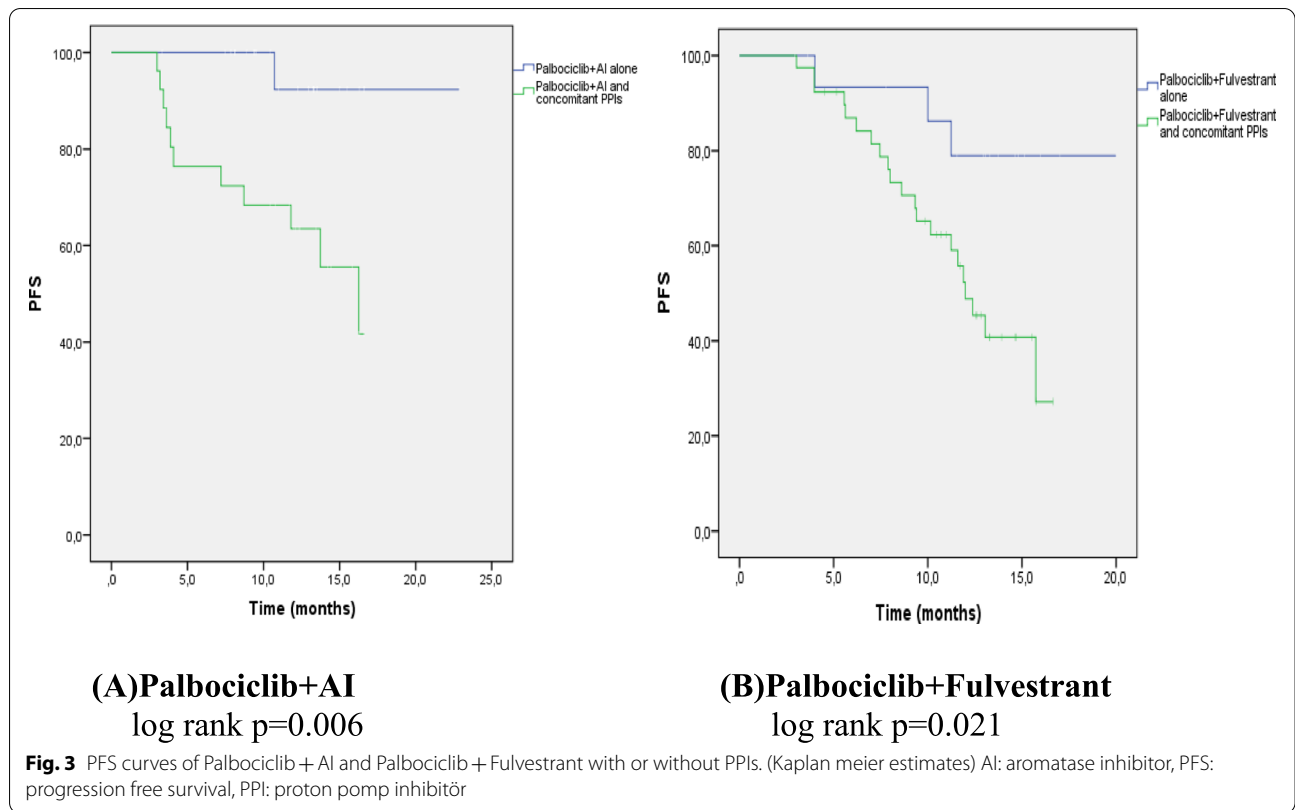 100,0
80,0
60,0
40,0
20,0
0,0
PFS
,0
5,0
10,0
15,0
20,0
25,0
Time (months)
Palbociclib+AI alone
Palbociclib+AI and
concomitant PPIs
(A)Palbociclib+AI
log rank p=0.006
100,0
80,0
60,0
40,0
20,0
0,0
PFS
,0
5,0
10,0
15,0
20,0
Time (months)
Palbociclib+Fulvestrant
alone
Palbociclib+Fulvestrant
and concomitant PPIs
(B)Palbociclib+Fulvestrant
log rank p=0.021
Fig. 3 PFS curves of Palbociclib + AI and Palbociclib + Fulvestrant with or without PPIs. (Kaplan meier estimates) AI: aromatase inhibitor, PFS:
progression free survival, PPI: proton pomp inhibitör